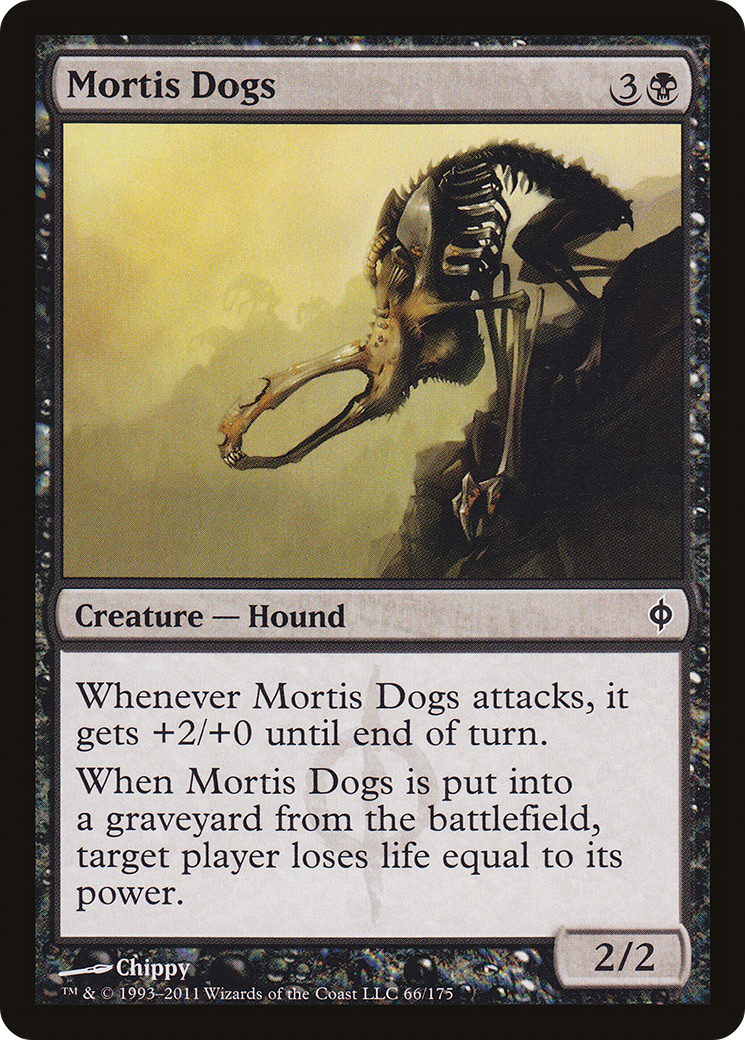 Mortis Dogs 3
Creature — Hound
Whenever Mortis Dogs attacks, it
gets +2/+0 until end of turn.
When Mortis Dogs is put into
a graveyard from the battlefield,
target player loses life equal to its
power.
2/2
Chippy
™ & © 1993–2011 Wizards of the Coast LLC 66/175